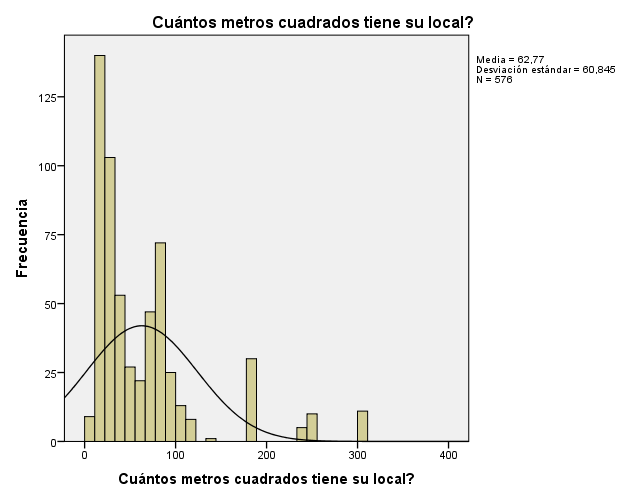 Cuántos metros cuadrados tiene su local?
Media = 62,77
Desviación estándar = 60,845
N = 576
125
100
75
50
25
0
Frecuencia
0 100 200 300 400
Cuántos metros cuadrados tiene su local?